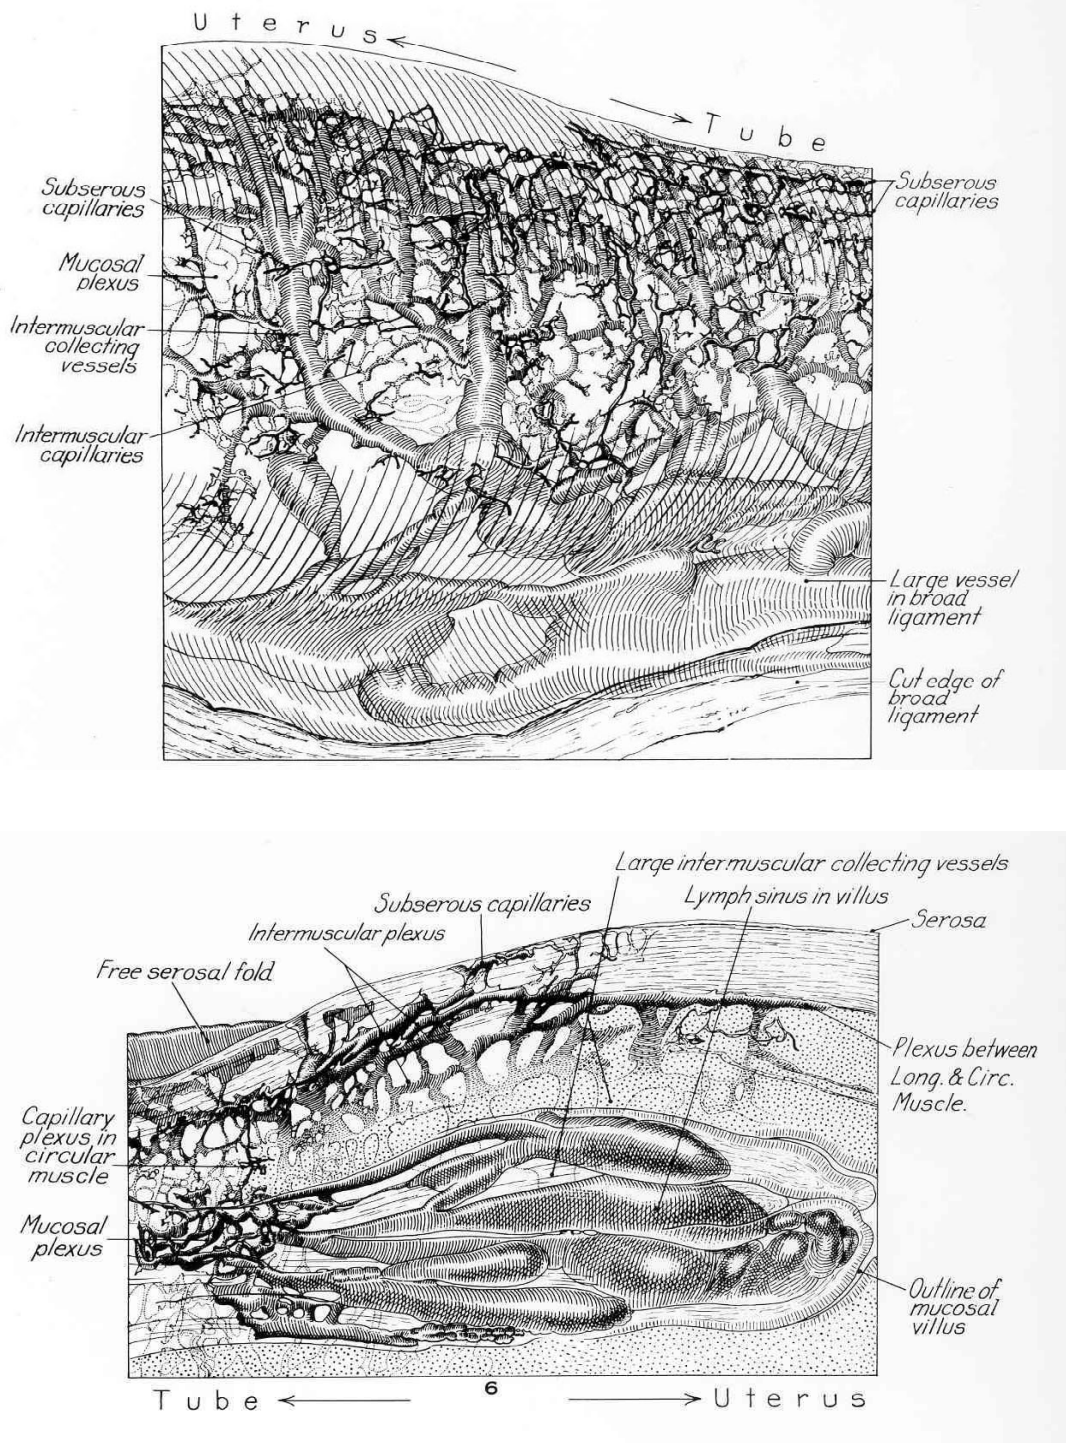 Uterus
Tube
Subserous
capillaries
Mucosal
plexus
Intermuscular
collecting
vessels
Intermuscular
capillaries
Subserous
capillaries
Large vessel
in broad
ligament
Cut edge of
broad
ligament
Large intermuscular collecting vessels
Lymph sinus in villus
Subserous capillaries
Serosa
Intermuscular plexus
Free serosal fold
Plexus between
Long. & Circ.
Muscle.
Capillary
plexus in
circular
muscle
Mucosal
plexus
Outline of
mucosal
villus
6
Tube
Uterus